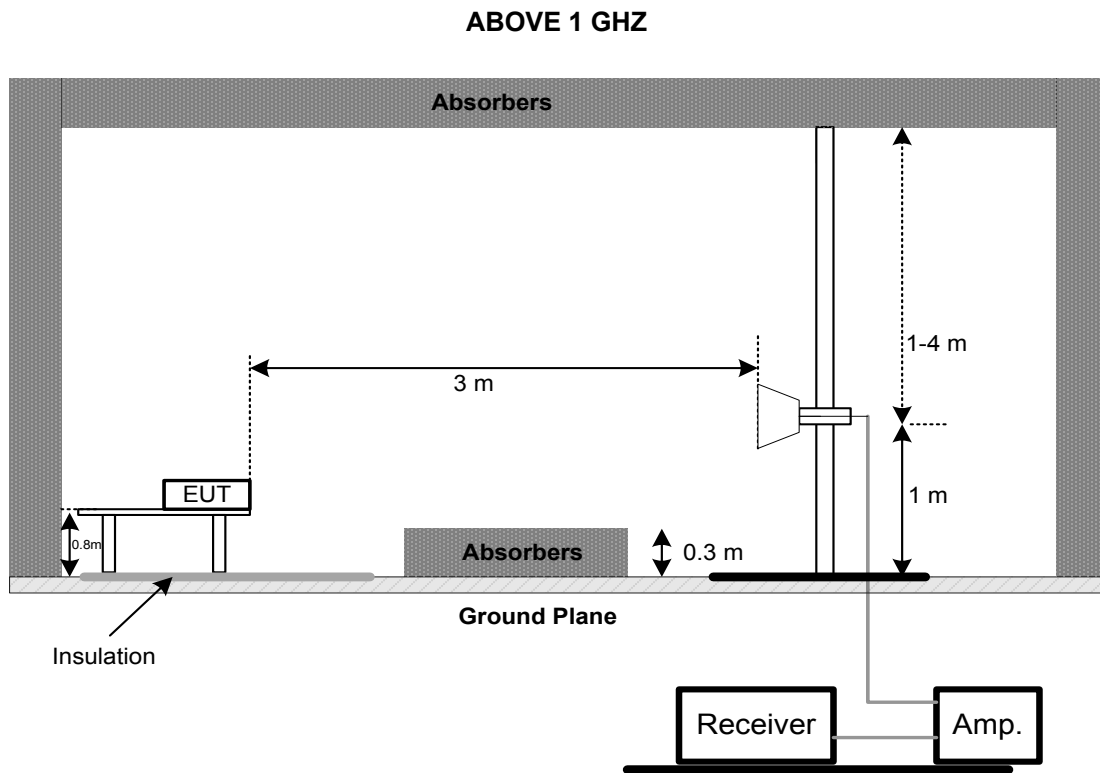 ABOVE 1 GHZ
Absorbers
1-4 m
3 m
EUT
1 m
0.8m
Absorbers
0.3 m
Ground Plane
Insulation
Receiver
Amp.